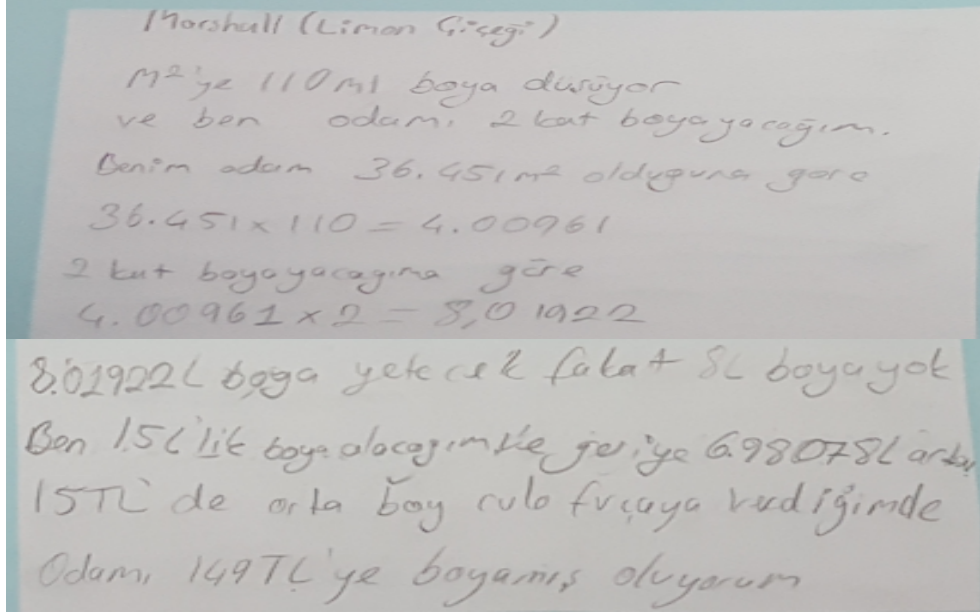 Marshall (Limon Çiçeği)
M²'ye 110ml boya düşüyor
ve ben odamı 2 kat boyayacağım.
Benim odam 36.451m² olduğuna göre
36.451x110=4.00961
2 kat boyayacağıma göre
4.00961x2=8,01922
8.01922L boya yetecek fakat 8L boya yok
Ben 15L'lik boya alacağım ve geriye 6.98078L artar
15TL de orta boy rulo fırçaya verdiğimde
Odamı 149TL'ye boyamış oluyorum